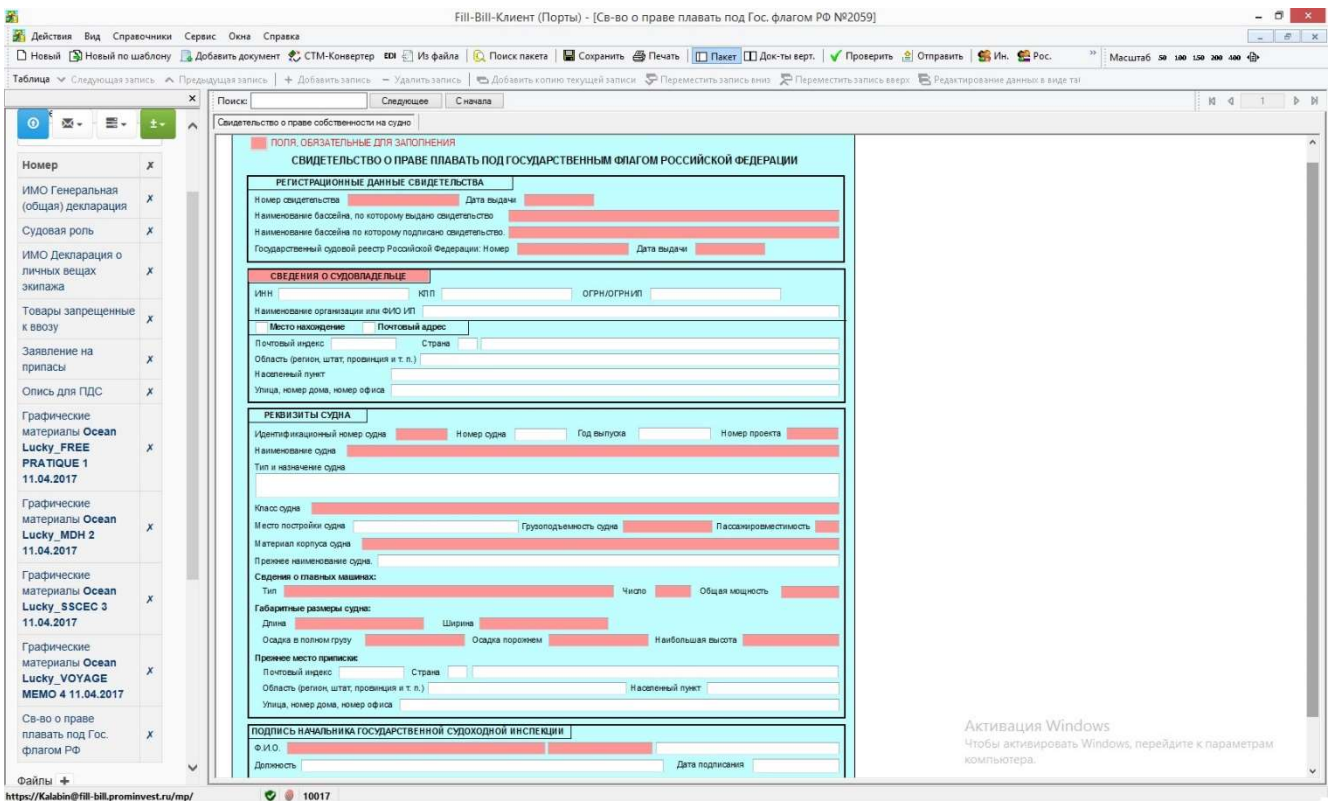 Fill-Bill-Клиент (Порты) - [Св-во о праве плавать под Гос. флагом РФ №2059]
Действия Вид Справочники Сервис Окна Справка
Новый Новый по шаблону Добавить документ СТМ-Конвертер EDI Из файла Поиск пакета Сохранить Печать Пакет Док-ты верт. Проверить Отправить Ин. Рос. Масштаб 50 100 150 200 400
Таблица Следующая запись Предыдущая запись Добавить запись Удалить запись Добавить копию текущей записи Переместить запись вниз Переместить запись вверх Редактирование данных в виде таі
Поиск: Следующее С начала 1
Свидетельство о праве собственности на судно
Номер х
ИМО Генеральная
(общая) декларация х
Судовая роль х
ИМО Декларация о
личных вещах
экипажа х
Товары запрещенные
к ввозу х
Заявление на
припасы х
Опись для ПДС х
Графические
материалы Ocean
Lucky_FREE
PRATIQUE 1
11.04.2017 х
Графические
материалы Ocean
Lucky_MDH 2
11.04.2017 х
Графические
материалы Ocean
Lucky_SSCEC 3
11.04.2017 х
Графические
материалы Ocean
Lucky_VOYAGE
MEMO 4 11.04.2017 х
Св-во о праве
плавать под Гос.
флагом РФ х
Файлы +
ПОЛЯ, ОБЯЗАТЕЛЬНЫЕ ДЛЯ ЗАПОЛНЕНИЯ
СВИДЕТЕЛЬСТВО О ПРАВЕ ПЛАВАТЬ ПОД ГОСУДАРСТВЕННЫМ ФЛАГОМ РОССИЙСКОЙ ФЕДЕРАЦИИ
РЕГИСТРАЦИОННЫЕ ДАННЫЕ СВИДЕТЕЛЬСТВА
Номер свидетельства Дата выдачи
Наименование бассейна, по которому выдано свидетельство
Наименование бассейна по которому подписано свидетельство.
Государственный судовой реестр Российской Федерации: Номер Дата выдачи
СВЕДЕНИЯ О СУДОВЛАДЕЛЬЦЕ
ИНН КПП ОГРН/ОГРНИП
Наименование организации или ФИО ИП
Место нахождение Почтовый адрес
Почтовый индекс Страна
Область (регион, штат, провинция и т. п.)
Населенный пункт
Улица, номер дома, номер офиса
РЕКВИЗИТЫ СУДНА
Идентификационный номер судна Номер судна Год выпуска Номер проекта
Наименование судна
Тип и назначение судна
Класс судна
Место постройки судна Грузоподъемность судна Пассажировместимость
Материал корпуса судна
Прежнее наименование судна.
Сведения о главных машинах:
Тип Число Общая мощность
Габаритные размеры судна:
Длина Ширина
Осадка в полном грузу Осадка порожнем Наибольшая высота
Прежнее место приписки:
Почтовый индекс Страна
Область (регион, штат, провинция и т. п.) Населенный пункт
Улица, номер дома, номер офиса
ПОДПИСЬ НАЧАЛЬНИКА ГОСУДАРСТВЕННОЙ СУДОХОДНОЙ ИНСПЕКЦИИ
Ф.И.О.
Должность Дата подписания
Активация Windows
Чтобы активировать Windows, перейдите к параметрам
компьютера.
https://Kalabin@fill-bill.prominvest.ru/mp/ 10017